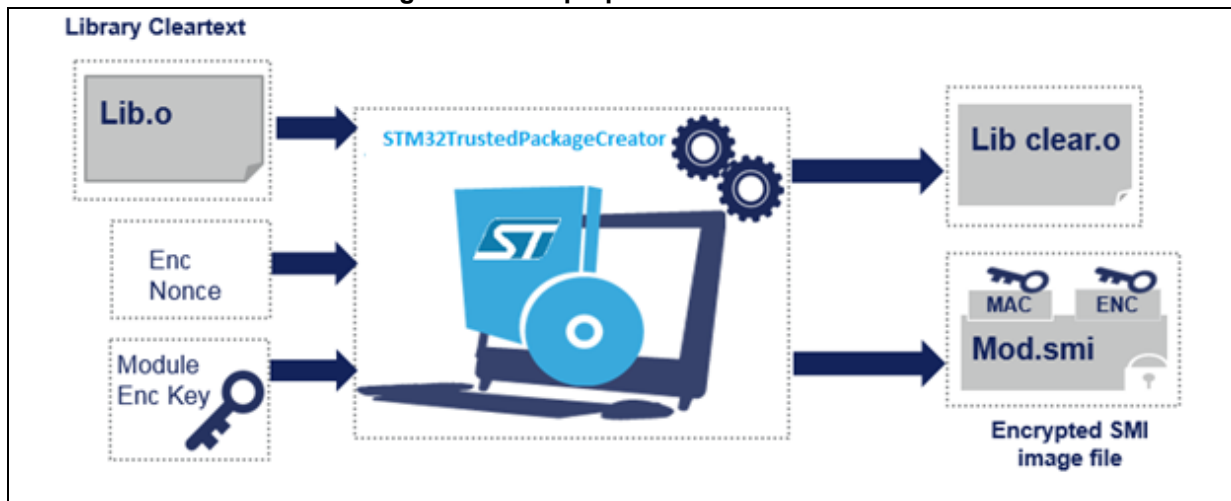 Library Cleartext
Lib.o
Enc
Nonce
Module
Enc Key
STM32TrustedPackageCreator
ST
Lib clear.o
MAC
ENC
Mod.smi
Encrypted SMI
image file